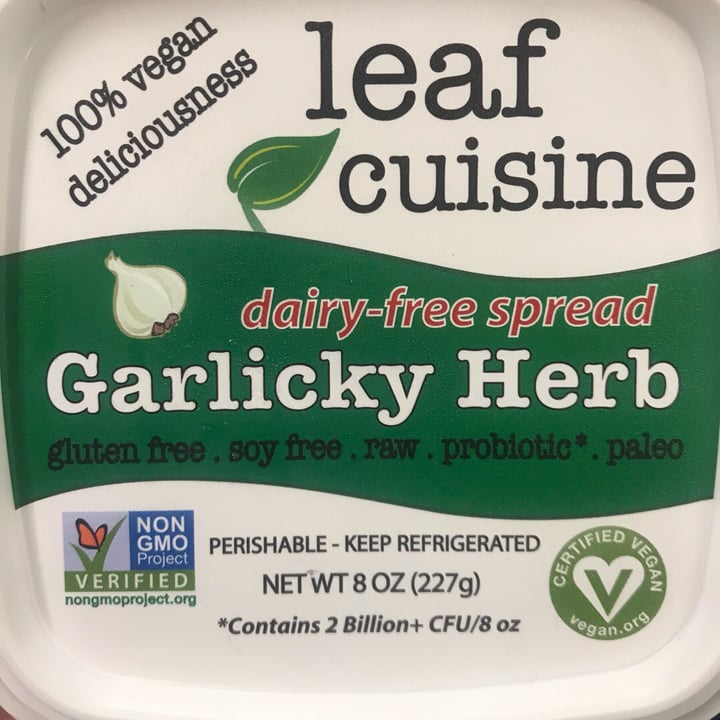 100% vegan
deliciousness
leaf
cuisine
dairy-free spread
Garlicky Herb
gluten free . soy free . raw . probiotic*. paleo
NON
GMO
Project
VERIFIED
nongmoproject.org
PERISHABLE - KEEP REFRIGERATED
NET WT 8 OZ (227g)
*Contains 2 Billion+ CFU/8 oz
CERTIFIED VEGAN
V
vegan.org